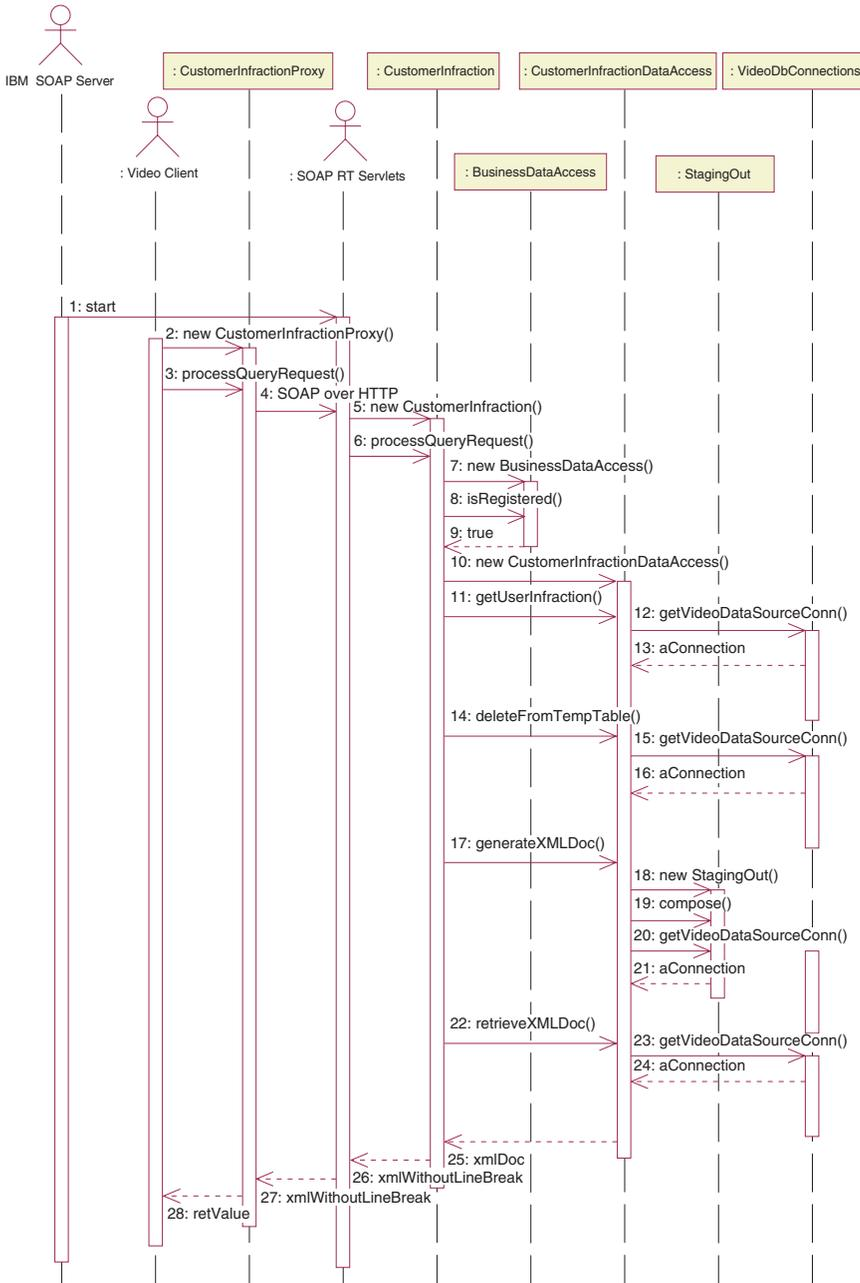 IBM SOAP Server
: CustomerInfractionProxy
: CustomerInfraction
: CustomerInfractionDataAccess
: VideoDbConnections
: Video Client
: SOAP RT Servlets
: BusinessDataAccess
: StagingOut
1: start
2: new CustomerInfractionProxy()
3: processQueryRequest()
4: SOAP over HTTP
5: new CustomerInfraction()
6: processQueryRequest()
7: new BusinessDataAccess()
8: isRegistered()
9: true
10: new CustomerInfractionDataAccess()
11: getUserInfraction()
12: getVideoDataSourceConn()
13: aConnection
14: deleteFromTempTable()
15: getVideoDataSourceConn()
16: aConnection
17: generateXMLDoc()
18: new StagingOut()
19: compose()
20: getVideoDataSourceConn()
21: aConnection
22: retrieveXMLDoc()
23: getVideoDataSourceConn()
24: aConnection
25: xmlDoc
26: xmlWithoutLineBreak
27: xmlWithoutLineBreak
28: retValue